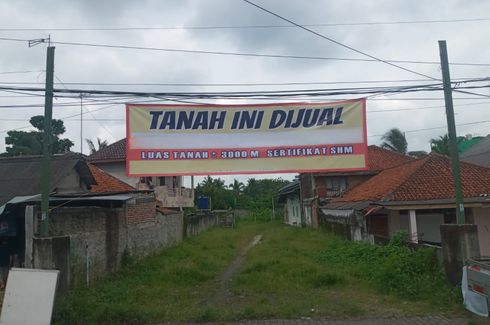 TANAH INI DIJUAL
LUAS TANAH ± 3000 M SERTIFIKAT SHM